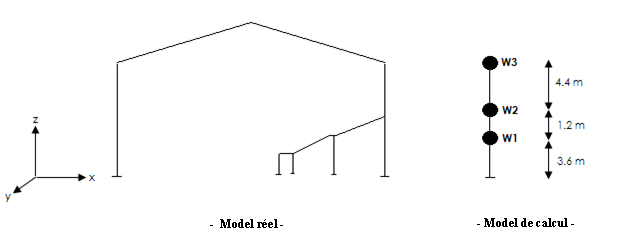 W3
4.4 m
W2
1.2 m
W1
3.6 m
z
x
y
- Model réel -
- Model de calcul -